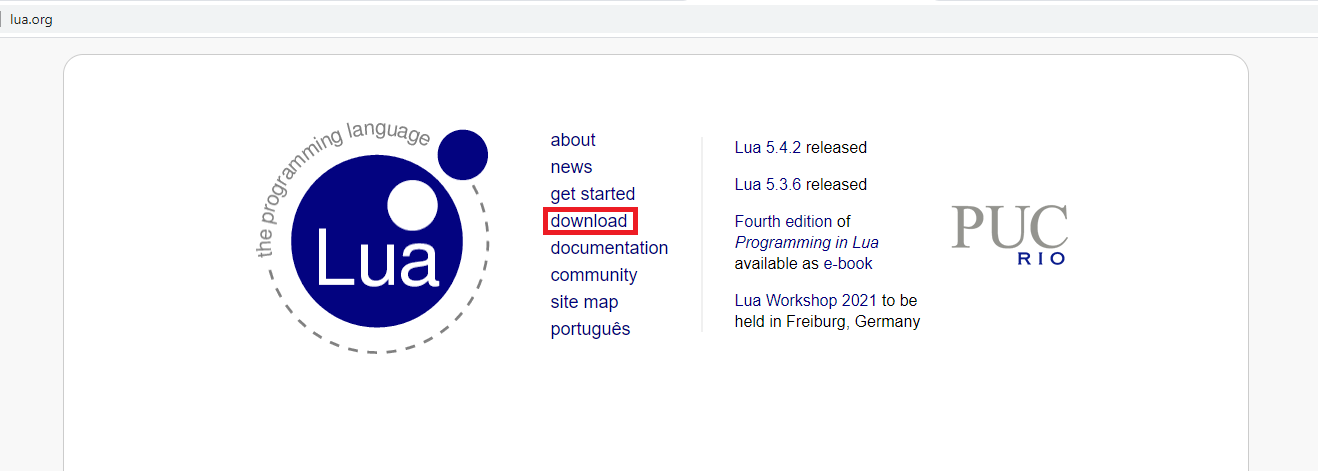 lua.org
the programming language
Lua
about
news
get started
download
documentation
community
site map
português
Lua 5.4.2 released
Lua 5.3.6 released
Fourth edition of
Programming in Lua
available as e-book
Lua Workshop 2021 to be
held in Freiburg, Germany
PUC
RIO